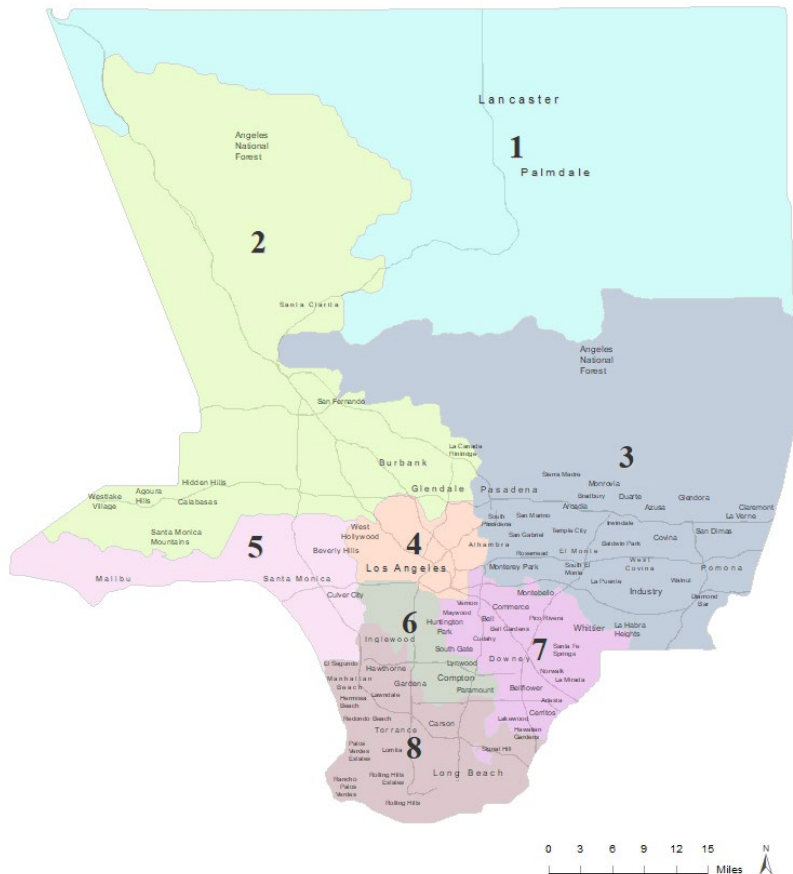 Lancaster
1
Palmdale
Angeles
National
Forest
2
Santa Clarita
Angeles
National
Forest
San Fernando
La Canada
Flintridge
Burbank
Glendale
Pasadena
3
Sierra Madre
Monrovia
Bradbury
Duarte
Glendora
Arcadia
Azusa
Claremont
La Verne
Hidden Hills
Agoura
Hills
Westlake
Village
Calabasas
Santa Monica
Mountains
South
Pasadena
San Marino
San Gabriel
Temple City
Irwindale
Covina
San Dimas
Alhambra
Rosemead
El Monte
Baldwin Park
West
Covina
Pomona
Monterey Park
South El
Monte
La Puente
Walnut
Industry
Diamond
Bar
5
West
Hollywood
Beverly Hills
4
Los Angeles
Malibu
Santa Monica
Culver City
6
Inglewood
Vernon
Maywood
Huntington
Park
Commerce
Bell
Bell Gardens
Cudahy
Montebello
Pico Rivera
Whittier
La Habra
Heights
7
South Gate
Downey
Santa Fe
Springs
Lynwood
Norwalk
La Mirada
El Segundo
Hawthorne
Manhattan
Beach
Gardena
Compton
Paramount
Bellflower
Hermosa
Beach
Lawndale
Artesia
Cerritos
Redondo Beach
Torrance
Carson
Lakewood
Hawaiian
Gardens
Palos
Verdes
Estates
Lomita
8
Signal Hill
Long Beach
Rancho
Palos
Verdes
Rolling Hills
Estates
Rolling Hills
0 3 6 9 12 15
Miles
N